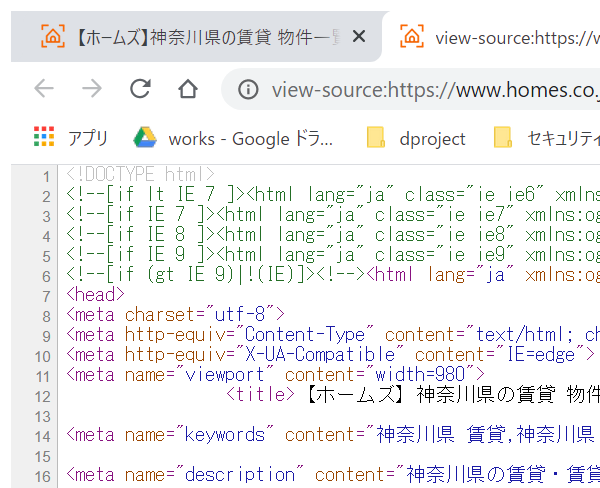 【ホームズ】神奈川県の賃貸 物件一
view-source:https://w
view-source:https://www.homes.co.j
アプリ works - Google ドラ... dproject セキュリティ
1 <!DOCTYPE html>
2 <!--[if lt IE 7 ]><html lang="ja" class="ie ie6" xmlns
3 <!--[if IE 7 ]><html lang="ja" class="ie ie7" xmlns:og
4 <!--[if IE 8 ]><html lang="ja" class="ie ie8" xmlns:og
5 <!--[if IE 9 ]><html lang="ja" class="ie ie9" xmlns:og
6 <!--[if (gt IE 9)|!(IE)]><!--><html lang="ja" xmlns:og
7 <head>
8 <meta charset="utf-8">
9 <meta http-equiv="Content-Type" content="text/html; ch
10 <meta http-equiv="X-UA-Compatible" content="IE=edge">
11 <meta name="viewport" content="width=980">
12 <title>【ホームズ】神奈川県の賃貸 物件
13
14 <meta name="keywords" content="神奈川県 賃貸,神奈川県
15
16 <meta name="description" content="神奈川県の賃貸・賃貸